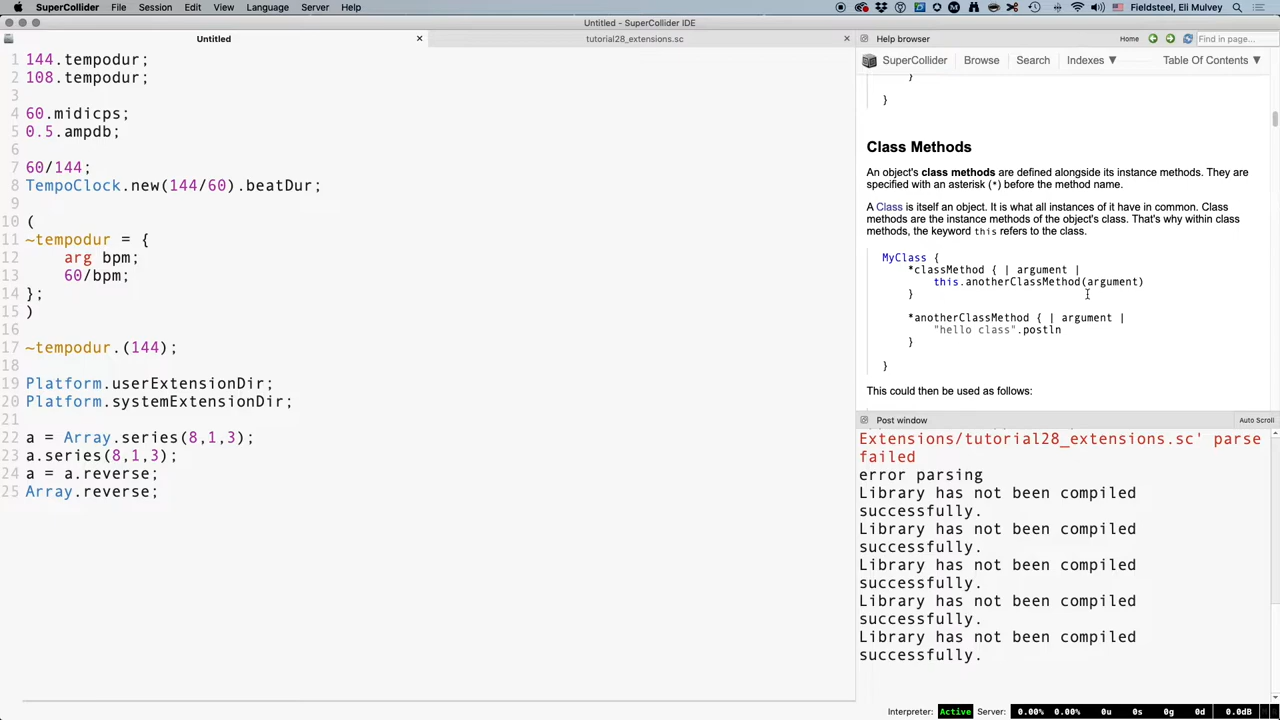 SuperCollider File Session Edit View Language Server Help Fieldsteel, Eli Mulvey
Untitled - SuperCollider IDE
Untitled
tutorial28_extensions.sc
1 144.tempodur;
2 108.tempodur;
3
4 60.midicps;
5 0.5.ampdb;
6
7 60/144;
8 TempoClock.new(144/60).beatDur;
9
10 (
11 ~tempodur = {
12 arg bpm;
13 60/bpm;
14 };
15 )
16
17 ~tempodur.(144);
18
19 Platform.userExtensionDir;
20 Platform.systemExtensionDir;
21
22 a = Array.series(8,1,3);
23 a.series(8,1,3);
24 a = a.reverse;
25 Array.reverse;
Help browser Home Find in page...
SuperCollider Browse Search Indexes ▼ Table Of Contents ▼
}
}
Class Methods
An object's class methods are defined alongside its instance methods. They are
specified with an asterisk (*) before the method name.
A Class is itself an object. It is what all instances of it have in common. Class
methods are the instance methods of the object's class. That's why within class
methods, the keyword this refers to the class.
MyClass {
*classMethod { | argument |
this.anotherClassMethod(argument)
}
*anotherClassMethod { | argument |
"hello class".postln
}
}
This could then be used as follows:
Post window Auto Scroll
Extensions/tutorial28_extensions.sc' parse
failed
error parsing
Library has not been compiled
successfully.
Library has not been compiled
successfully.
Library has not been compiled
successfully.
Library has not been compiled
successfully.
Library has not been compiled
successfully.
Interpreter: Active Server: 0.00% 0.00% 0u 0s 0g 0d 0.0dB